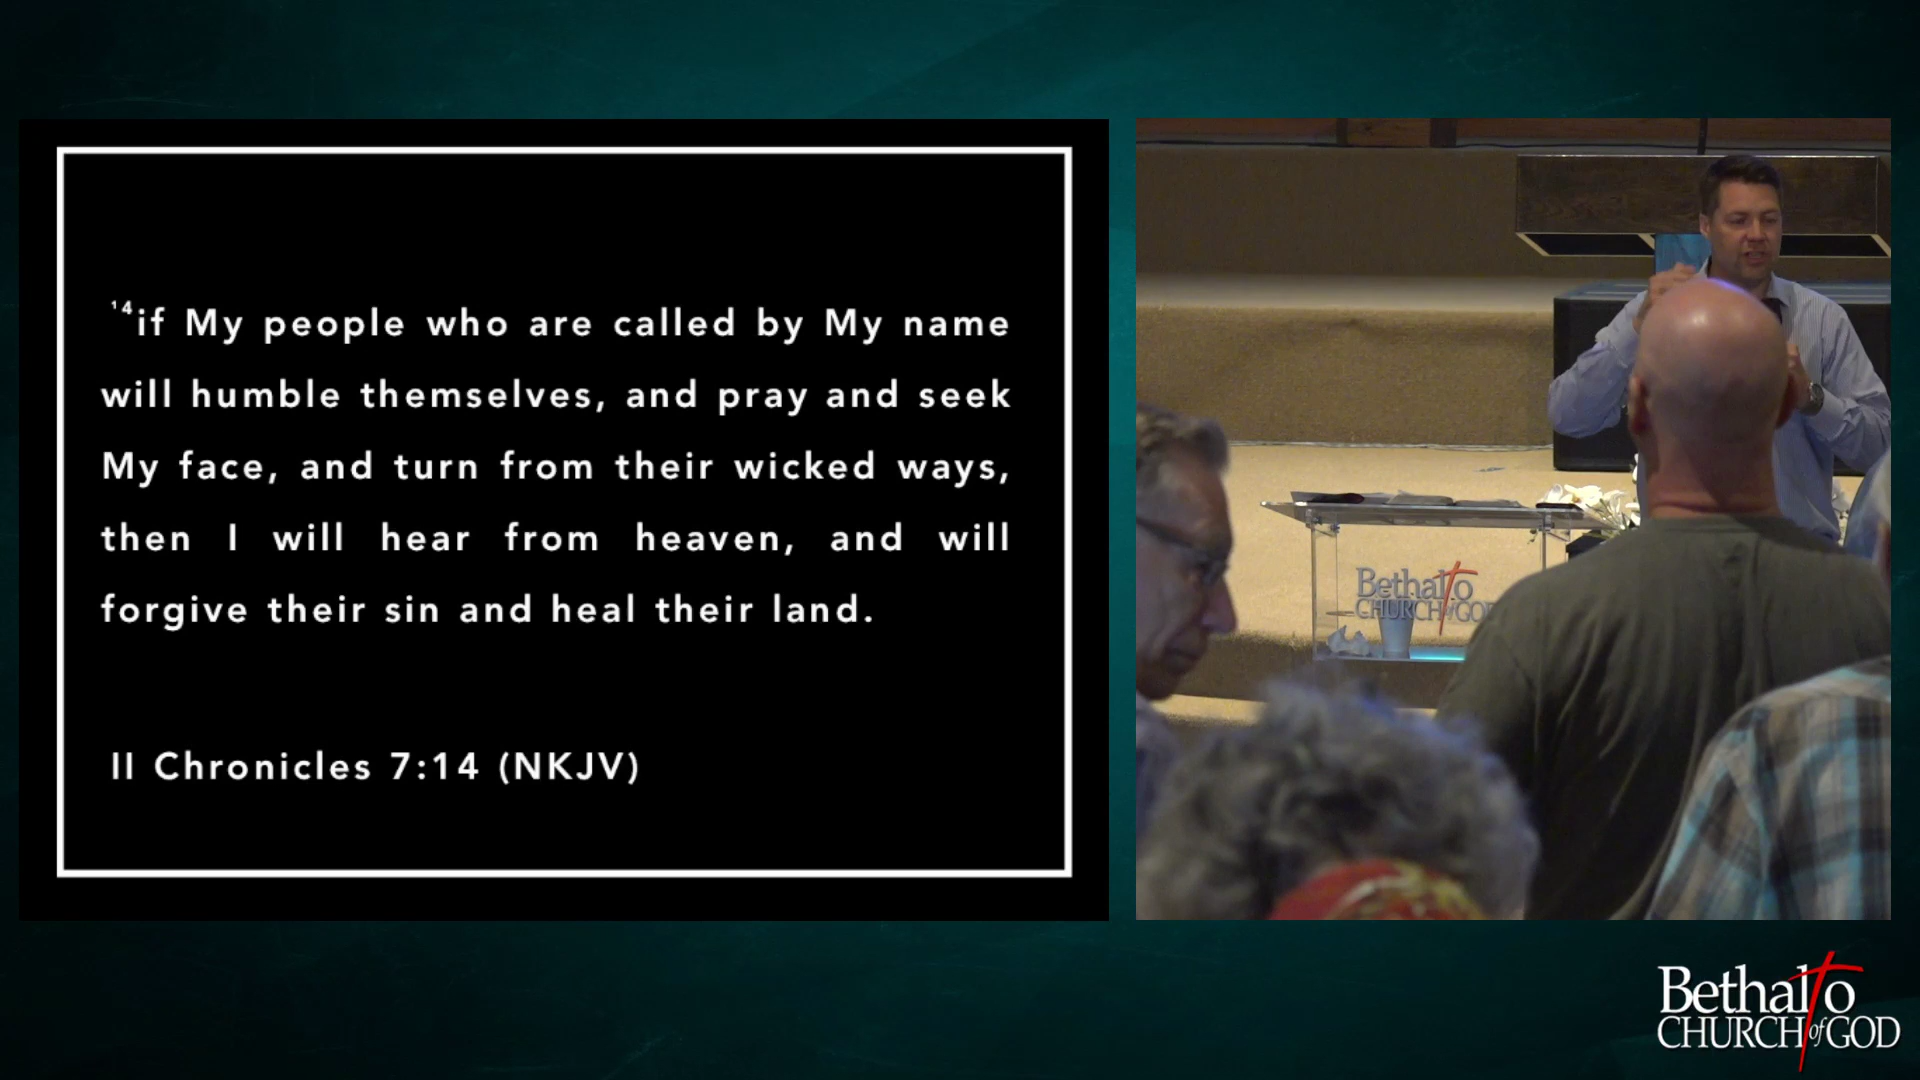 ¹⁴if My people who are called by My name
will humble themselves, and pray and seek
My face, and turn from their wicked ways,
then I will hear from heaven, and will
forgive their sin and heal their land.
II Chronicles 7:14 (NKJV)
Bethalto
CHURCH of GOD
Bethalto
CHURCH of GOD